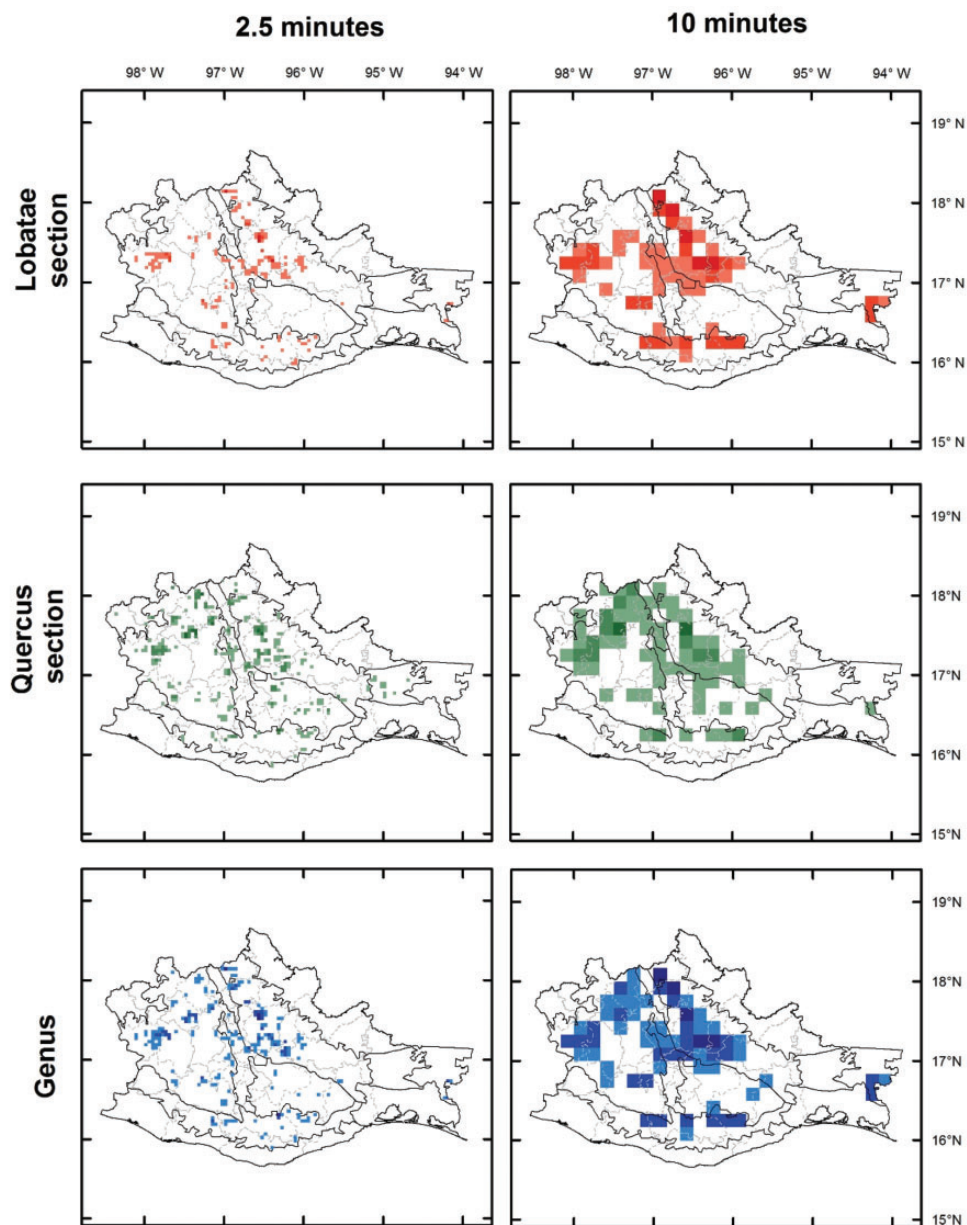 2.5 minutes
10 minutes
98° W 97° W 96° W 95° W 94° W
98° W 97° W 96° W 95° W 94° W
Lobatae
section
19° N
18° N
17° N
16° N
15° N
Quercus
section
19° N
18° N
17° N
16° N
15° N
Genus
19° N
18° N
17° N
16° N
15° N